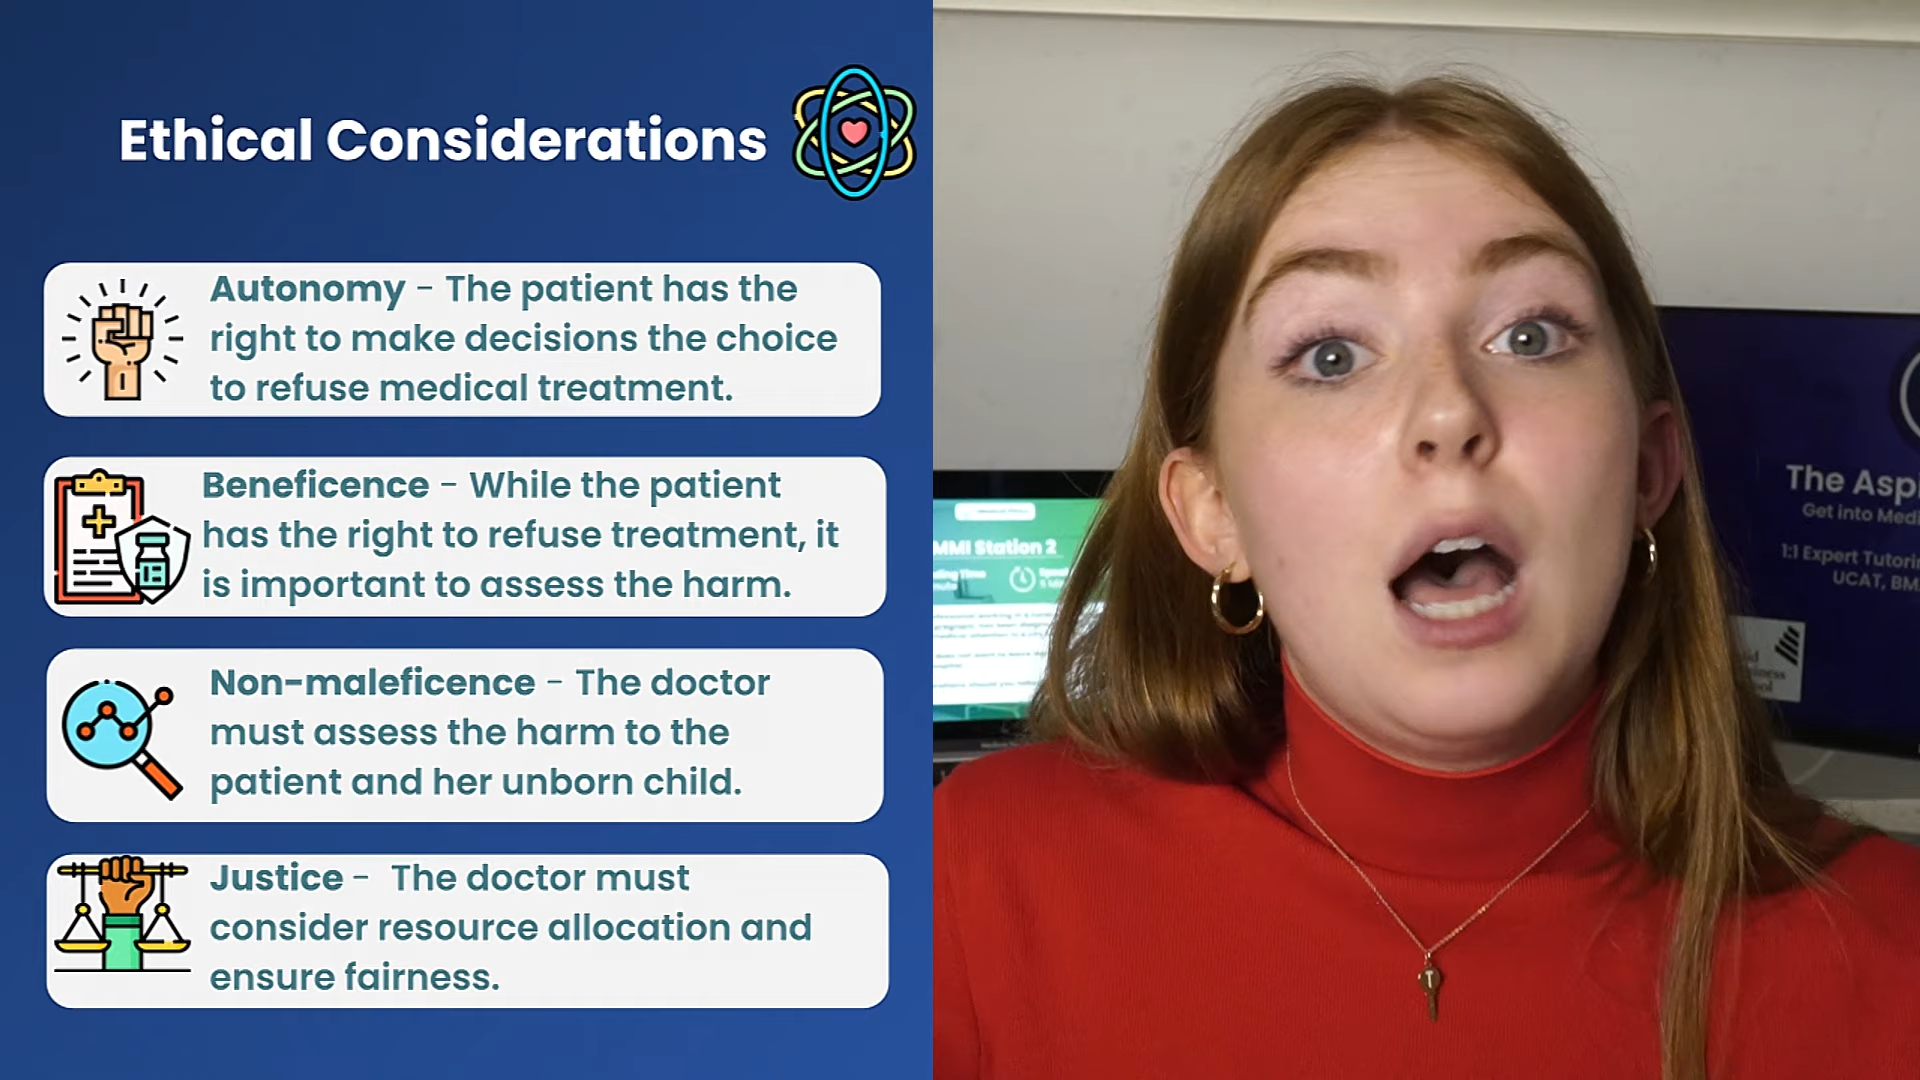 Ethical Considerations
Autonomy - The patient has the
right to make decisions the choice
to refuse medical treatment.
Beneficence - While the patient
has the right to refuse treatment, it
is important to assess the harm.
Non-maleficence - The doctor
must assess the harm to the
patient and her unborn child.
Justice - The doctor must
consider resource allocation and
ensure fairness.
MMI Station 2
The Asp
Get into Med
1:1 Expert Tutorin
UCAT, BM